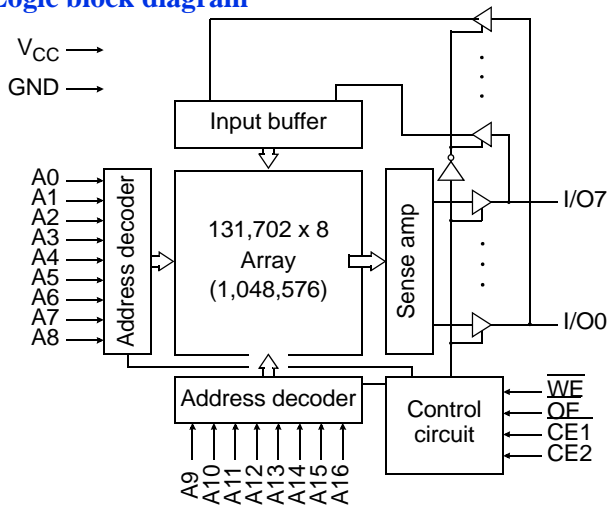 Logic block diagram
VCC
GND
Input buffer
A0
A1
A2
A3
A4
A5
A6
A7
A8
Address decoder
131,702 x 8
Array
(1,048,576)
Sense amp
I/O7
I/O0
Address decoder
A9
A10
A11
A12
A13
A14
A15
A16
Control
circuit
WE
OE
CE1
CE2